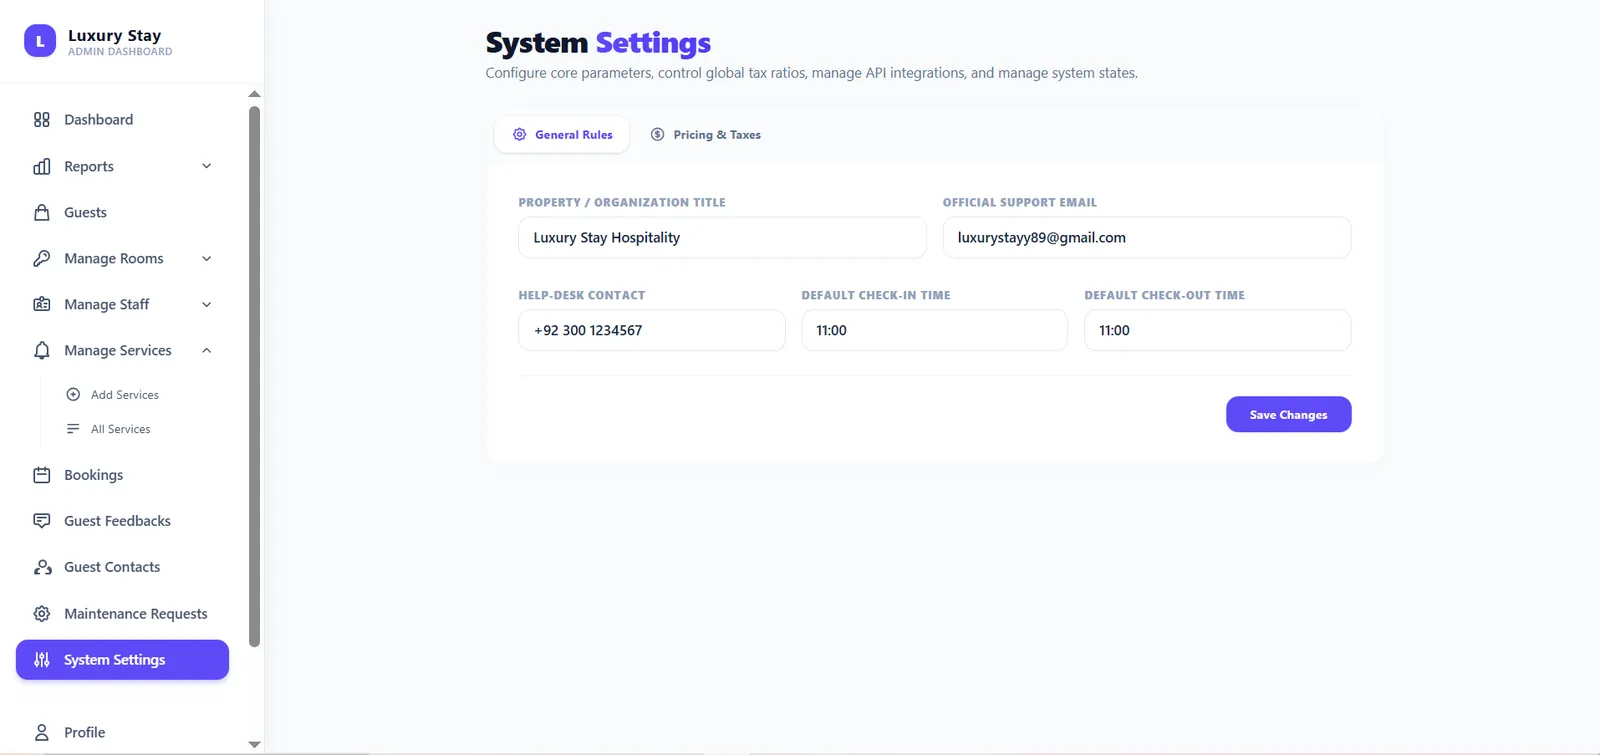 L
Luxury Stay
ADMIN DASHBOARD
Dashboard
Reports
Guests
Manage Rooms
Manage Staff
Manage Services
Add Services
All Services
Bookings
Guest Feedbacks
Guest Contacts
Maintenance Requests
System Settings
Profile
System Settings
Configure core parameters, control global tax ratios, manage API integrations, and manage system states.
General Rules
Pricing & Taxes
PROPERTY / ORGANIZATION TITLE
Luxury Stay Hospitality
OFFICIAL SUPPORT EMAIL
luxurystayy89@gmail.com
HELP-DESK CONTACT
+92 300 1234567
DEFAULT CHECK-IN TIME
11:00
DEFAULT CHECK-OUT TIME
11:00
Save Changes